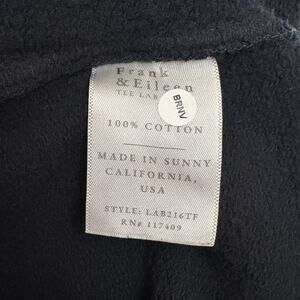 Frank
& Eileen
TEE LAB
BRNV
100% COTTON
MADE IN SUNNY
CALIFORNIA,
USA
STYLE: LAB216TF
RN# 117409